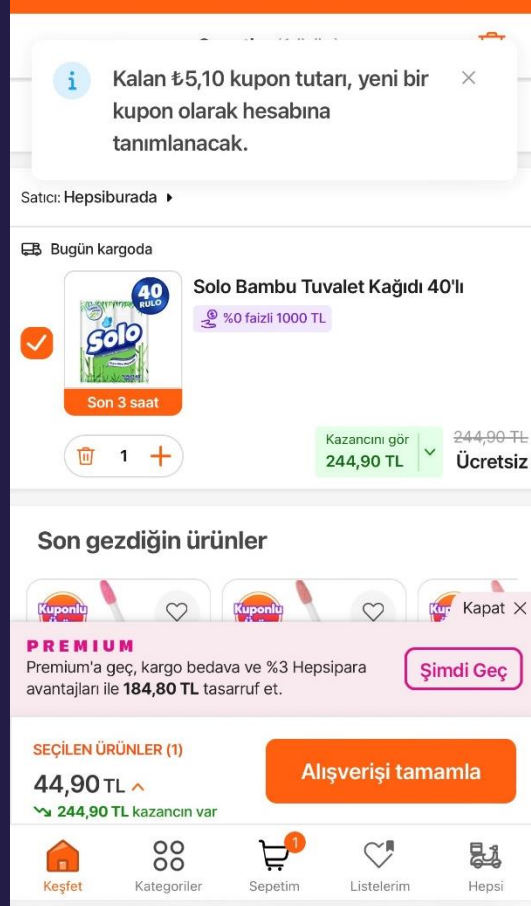 Kalan ₺5,10 kupon tutarı, yeni bir
kupon olarak hesabına
tanımlanacak.
Satıcı: Hepsiburada
Bugün kargoda
40
RULO
Solo
Son 3 saat
Solo Bambu Tuvalet Kağıdı 40'lı
%0 faizli 1000 TL
1
Kazancını gör
244,90 TL
244,90 TL
Ücretsiz
Son gezdiğin ürünler
Kuponlu
Kuponlu
Kapat
PREMIUM
Premium'a geç, kargo bedava ve %3 Hepsipara
avantajları ile 184,80 TL tasarruf et.
Şimdi Geç
SEÇİLEN ÜRÜNLER (1)
44,90 TL
244,90 TL kazancın var
Alışverişi tamamla
1
Keşfet
Kategoriler
Sepetim
Listelerim
Hepsi